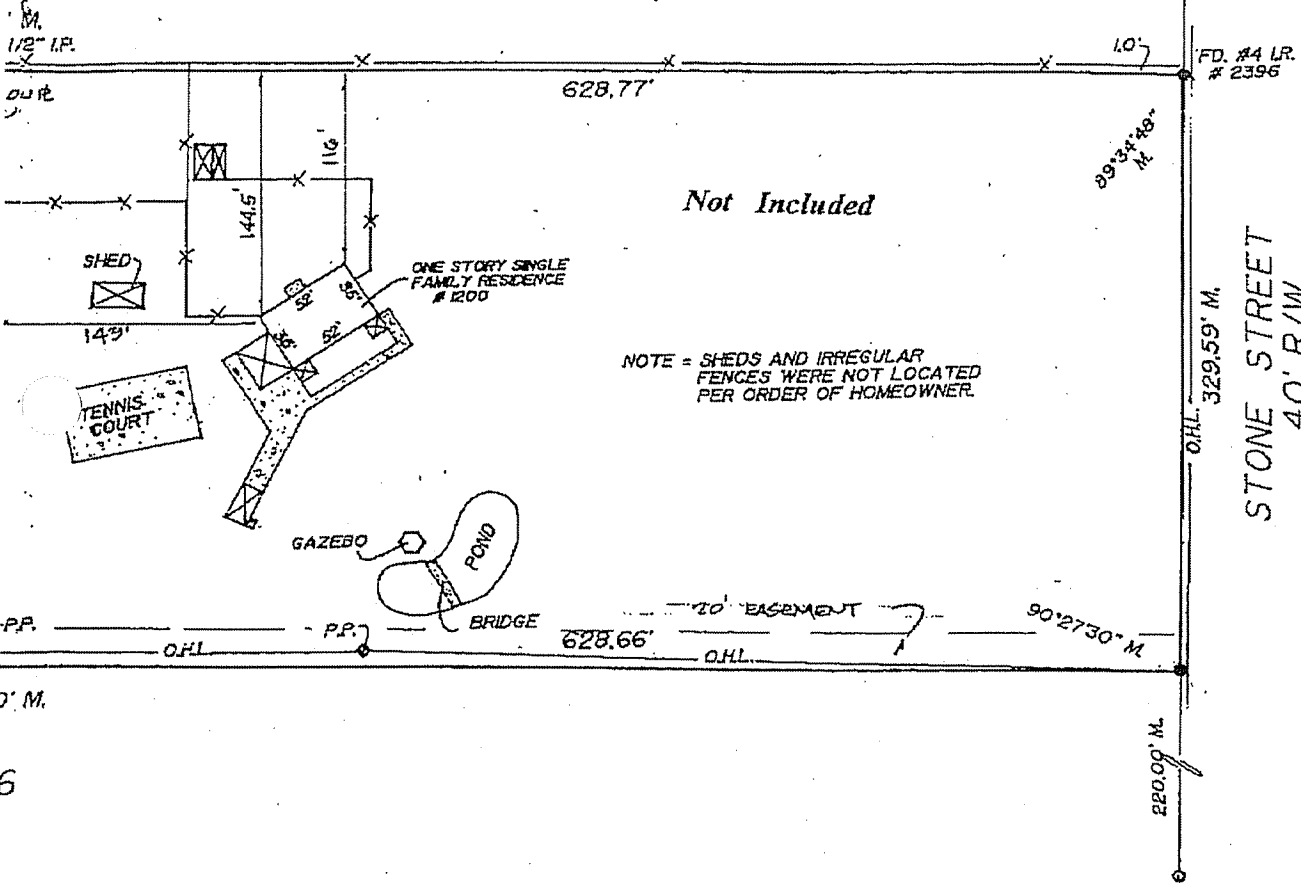 M.
1/2" I.P.
1.0'
FD. #4 I.R.
# 2396
628.77'
89°34'48"
M.
116'
144.5'
Not Included
SHED
ONE STORY SINGLE
FAMILY RESIDENCE
# 1200
52'
52'
149'
NOTE = SHEDS AND IRREGULAR
FENCES WERE NOT LOCATED
PER ORDER OF HOMEOWNER.
329.59' M.
O.H.L.
STONE STREET
40' R/W
TENNIS
COURT
GAZEBO
POND
BRIDGE
P.P.
P.P.
O.H.L.
628.66'
O.H.L.
EASEMENT
90°27'30" M.
0' M.
6
220.00' M.